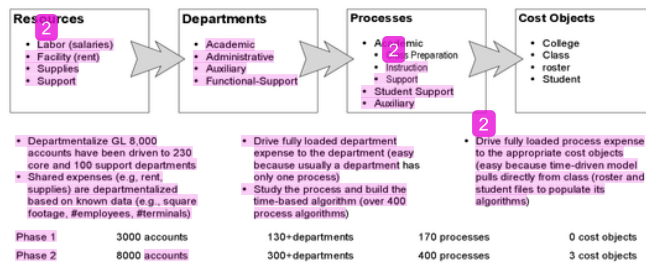 Resources
2
• Labor (salaries)
• Facility (rent)
• Supplies
• Support
Departments
• Academic
• Administrative
• Auxiliary
• Functional-Support
Processes
2
• Academic
• Preparation
• Instruction
• Support
• Student Support
• Auxiliary
Cost Objects
• College
• Class
• roster
• Student
2
• Departmentalize GL 8,000
accounts have been driven to 230
core and 100 support departments
• Shared expenses (e.g, rent,
supplies) are departmentalized
based on known data (e.g., square
footage, #employees, #terminals)
• Drive fully loaded department
expense to the department (easy
because usually a department has
only one process)
• Study the process and build the
time-based algorithm (over 400
process algorithms)
• Drive fully loaded process expense
to the appropriate cost objects
(easy because time-driven model
pulls directly from class (roster and
student files to populate its
algorithms)
Phase 1 3000 accounts 130+departments 170 processes 0 cost objects
Phase 2 8000 accounts 300+departments 400 processes 3 cost objects